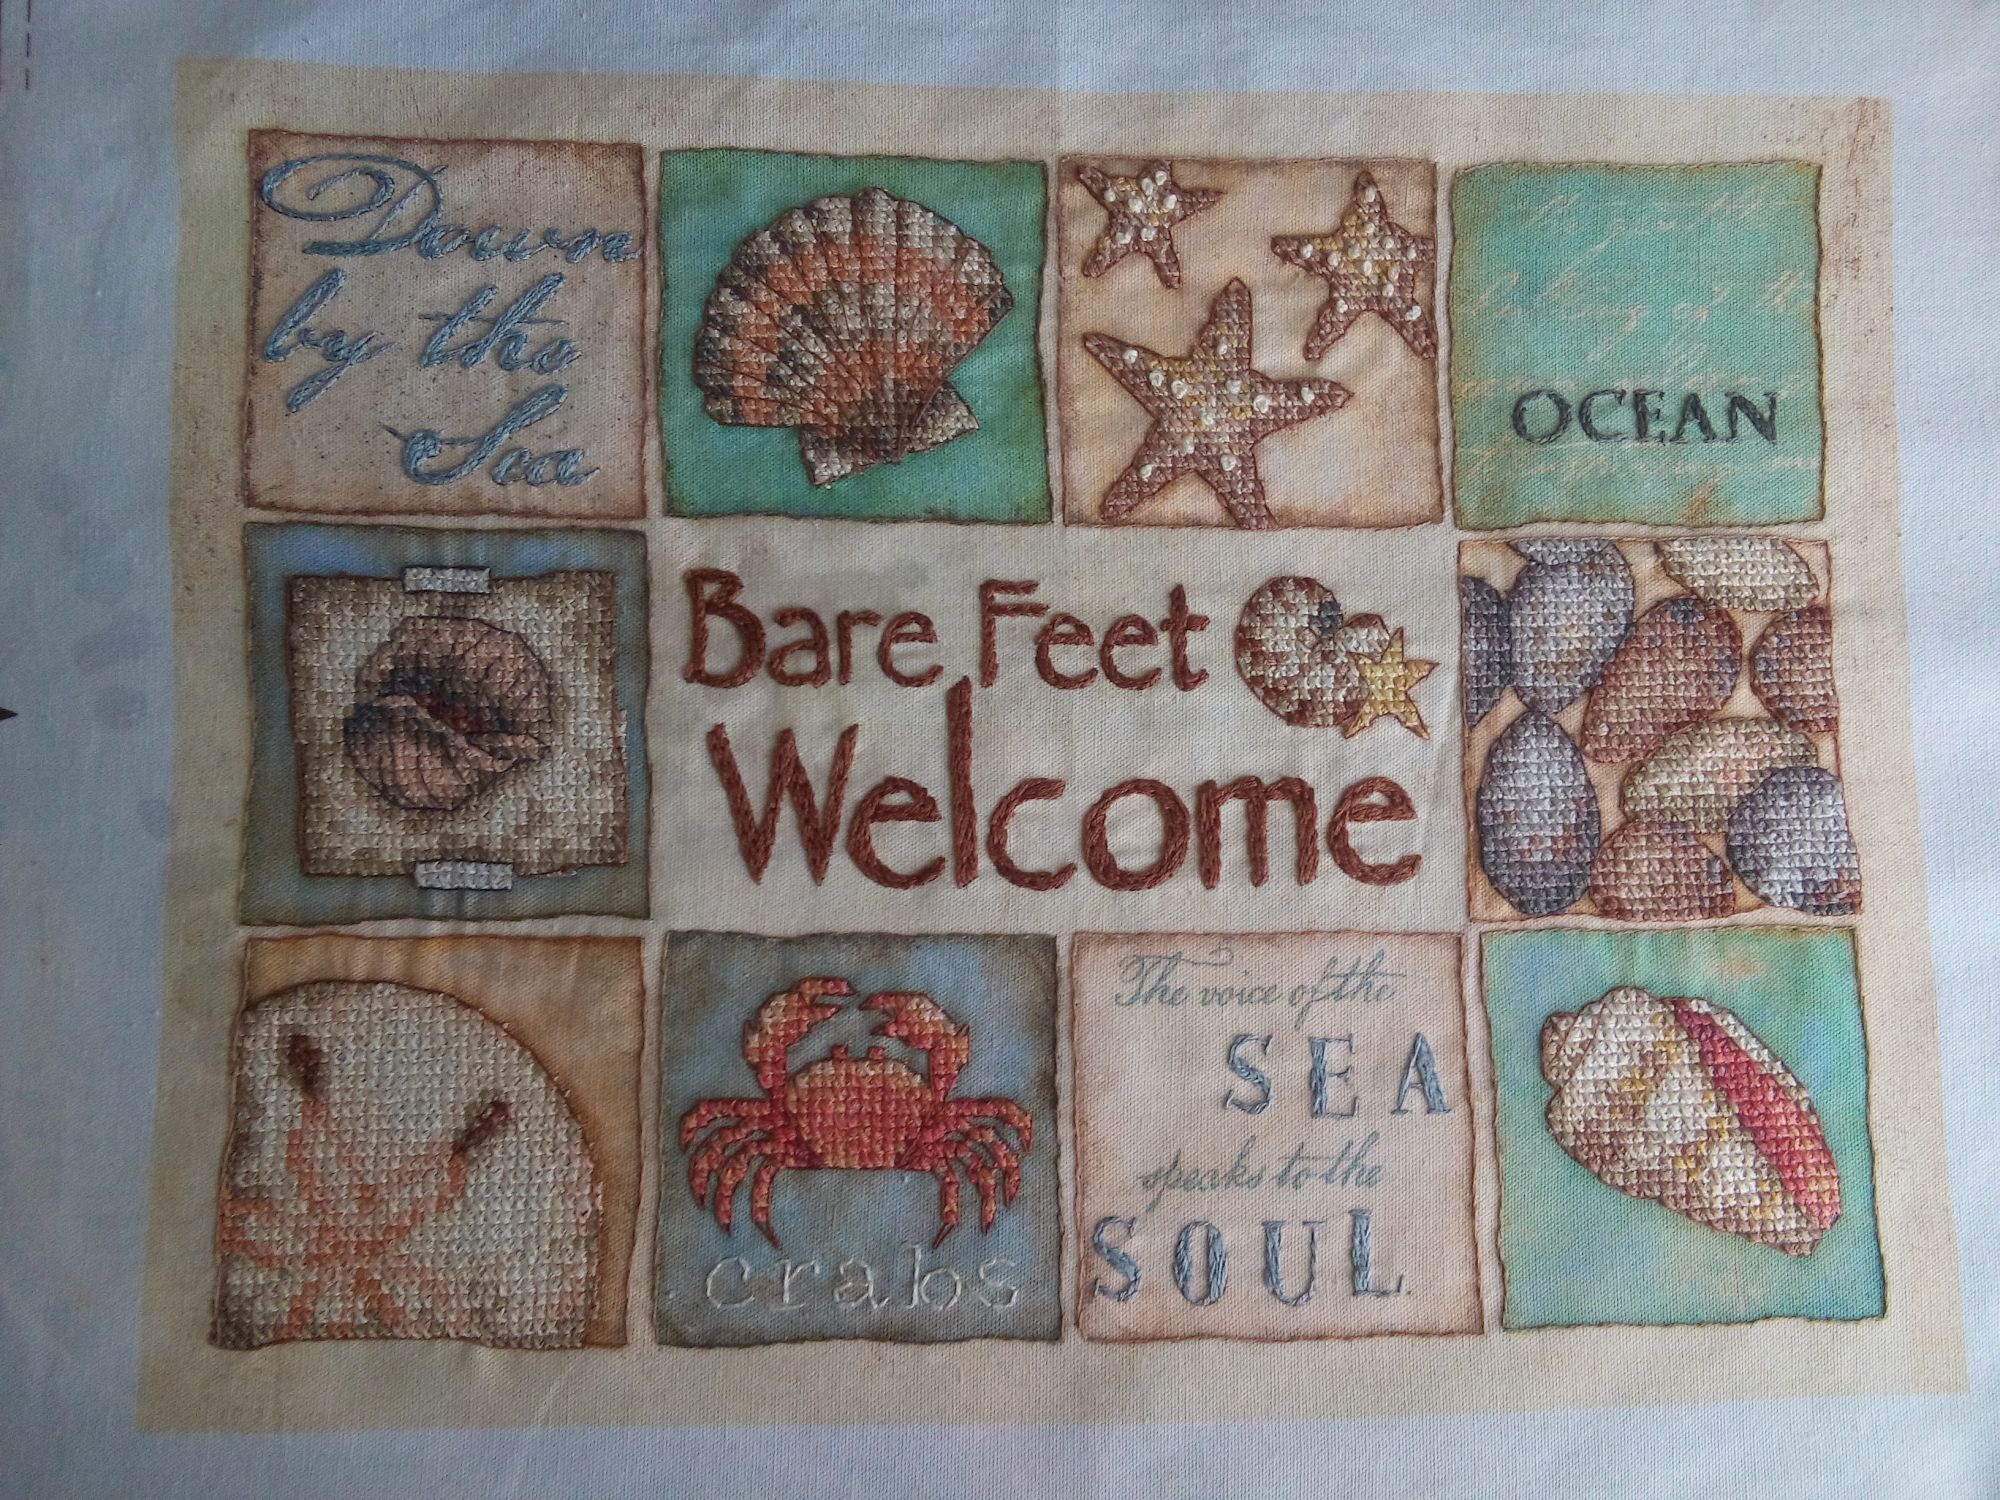 Down
by the
Sea
OCEAN
Bare Feet
Welcome
crabs
The voice of the
SEA
speaks to the
SOUL.